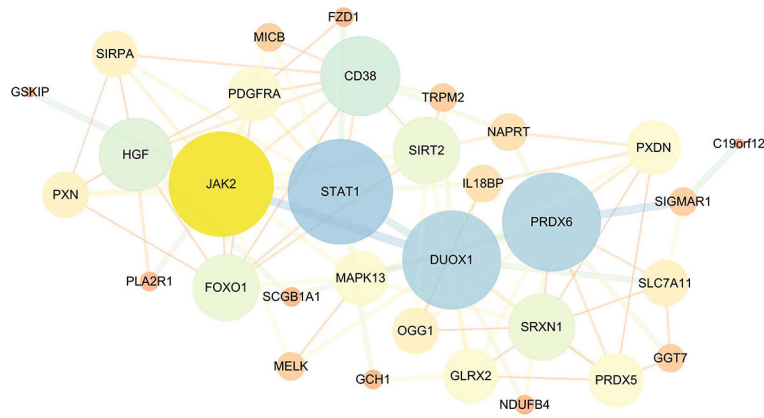 FZD1
MICB
SIRPA
CD38
GSKIP
PDGFRA
TRPM2
NAPRT
C19orf12
HGF
SIRT2
PXDN
JAK2
STAT1
IL18BP
PXN
SIGMAR1
PRDX6
DUOX1
PLA2R1
FOXO1
SCGB1A1
MAPK13
SLC7A11
OGG1
SRXN1
MELK
GCH1
GLRX2
PRDX5
GGT7
NDUFB4